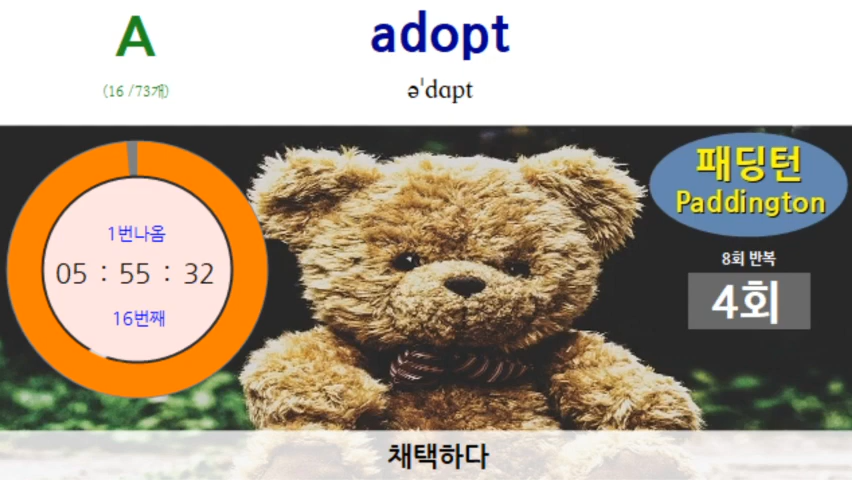 A
adopt
(16 /73개)
əˈdɑpt
패딩턴
Paddington
1번나옴
05 : 55 : 32
16번째
8회 반복
4회
채택하다